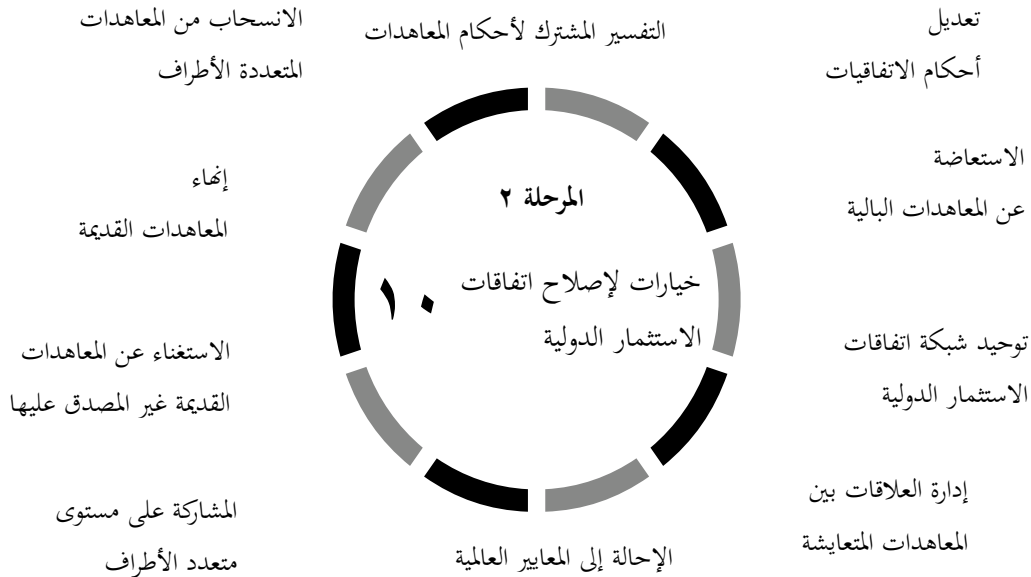 التفسير المشترك لأحكام المعاهدات
تعديل
أحكام الاتفاقيات
الاستعاضة
عن المعاهدات البالية
توحيد شبكة اتفاقات
الاستثمار الدولية
إدارة العلاقات بين
المعاهدات المتعايشة
الإحالة إلى المعايير العالمية
المشاركة على مستوى
متعدد الأطراف
الاستغناء عن المعاهدات
القديمة غير المصدق عليها
إنهاء
المعاهدات القديمة
الانسحاب من المعاهدات
المتعددة الأطراف
المرحلة ٢
١٠
خيارات لإصلاح اتفاقات
الاستثمار الدولية